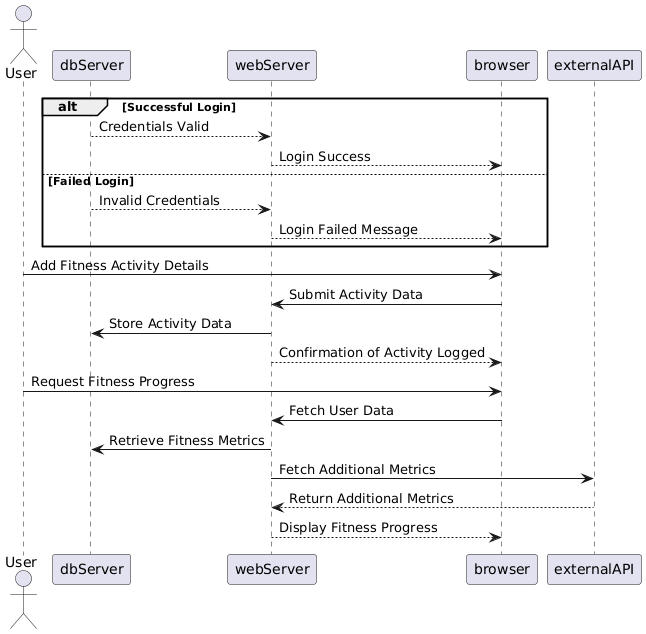 User
dbServer
webServer
browser
externalAPI
alt
[Successful Login]
Credentials Valid
Login Success
[Failed Login]
Invalid Credentials
Login Failed Message
Add Fitness Activity Details
Submit Activity Data
Store Activity Data
Confirmation of Activity Logged
Request Fitness Progress
Fetch User Data
Retrieve Fitness Metrics
Fetch Additional Metrics
Return Additional Metrics
Display Fitness Progress
User
dbServer
webServer
browser
externalAPI